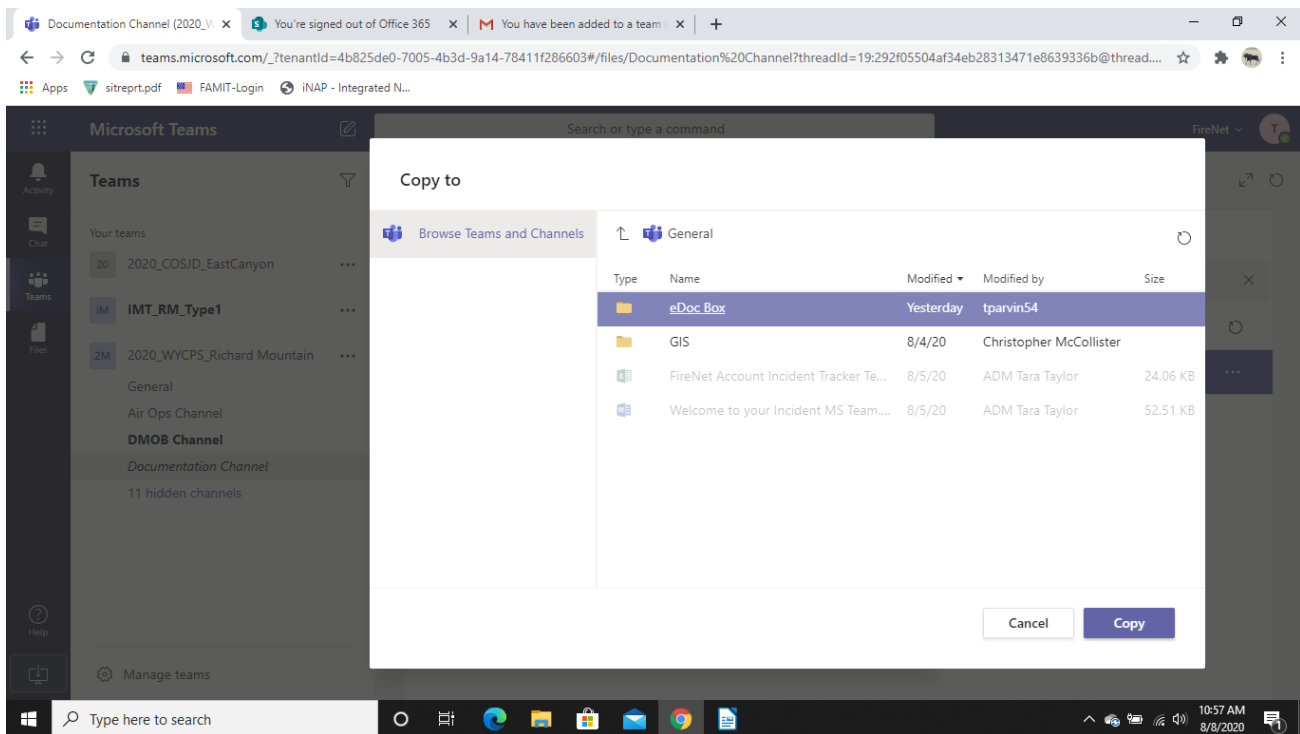 Documentation Channel (2020_W
You're signed out of Office 365
You have been added to a team
teams.microsoft.com/_?tenantId=4b825de0-7005-4b3d-9a14-78411f286603#/files/Documentation%20Channel?threadId=19:292f05504af34eb28313471e8639336b@thread....
Apps sitreprt.pdf FAMIT-Login iNAP - Integrated N...
Microsoft Teams
Search or type a command
FireNet
T
Activity
Chat
Teams
Files
Help
Teams
Your teams
20 2020_COSJD_EastCanyon ...
IM IMT_RM_Type1 ...
2M 2020_WYCPS_Richard Mountain ...
General
Air Ops Channel
DMOB Channel
Documentation Channel
11 hidden channels
Manage teams
Copy to
Browse Teams and Channels
General
Type Name Modified Modified by Size
eDoc Box Yesterday tparvin54
GIS 8/4/20 Christopher McCollister
FireNet Account Incident Tracker Te... 8/5/20 ADM Tara Taylor 24.06 KB
Welcome to your Incident MS Team.... 8/5/20 ADM Tara Taylor 52.51 KB
Cancel Copy
Type here to search
10:57 AM
8/8/2020
1